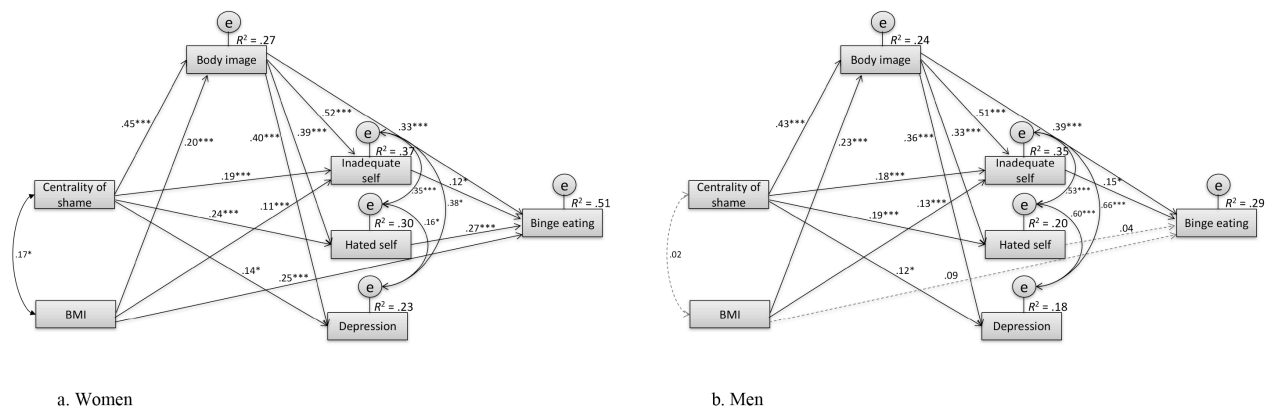 e
R² = .27
Body image
.45***
.20***
.40***
.39***
.52***
.33***
e
R² = .37
Inadequate
self
.19***
.12*
.35***
.38*
Centrality of
shame
.11***
e
R² = .51
Binge eating
.24***
e
R² = .30
.16*
.27***
Hated self
.17*
.14*
.25***
e
R² = .23
BMI
Depression
a. Women
e
R² = .24
Body image
.43***
.23***
.36***
.33***
.51***
.39***
e
R² = .35
Inadequate
self
.18***
.15*
.53***
.66***
Centrality of
shame
.13***
e
R² = .29
Binge eating
.19***
e
R² = .20
.60***
.04
Hated self
.02
.12*
.09
e
R² = .18
BMI
Depression
b. Men